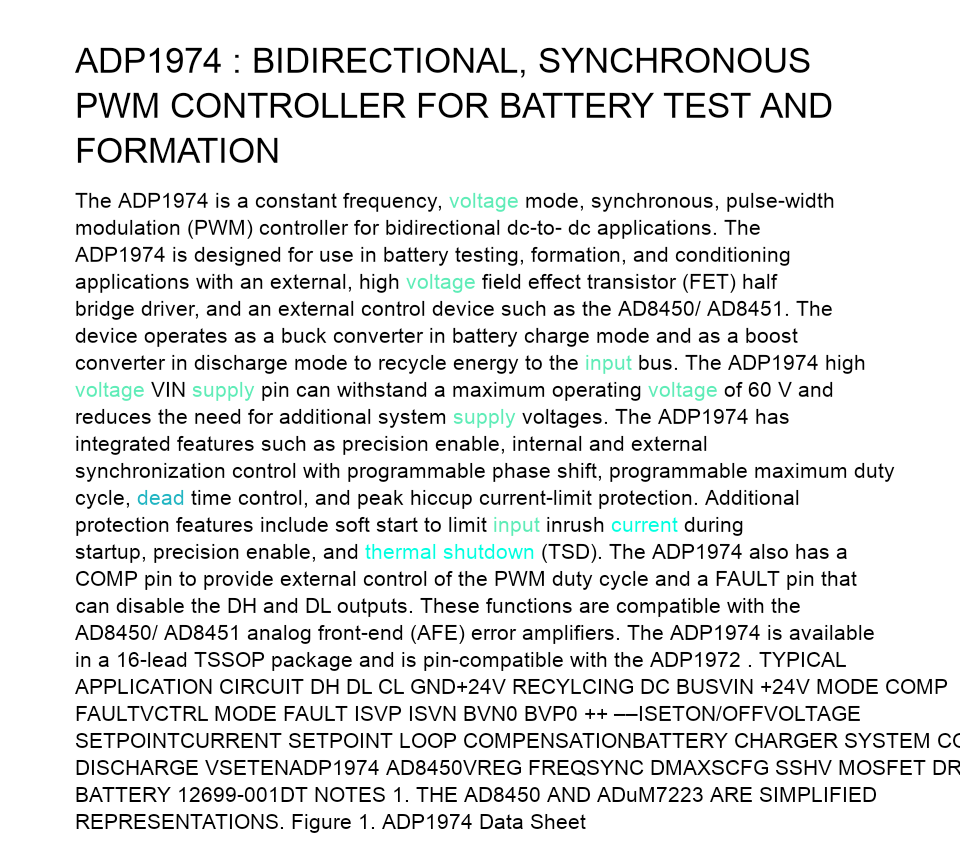 ADP1974 : BIDIRECTIONAL, SYNCHRONOUS
PWM CONTROLLER FOR BATTERY TEST AND
FORMATION
The ADP1974 is a constant frequency, voltage mode, synchronous, pulse-width
modulation (PWM) controller for bidirectional dc-to- dc applications. The
ADP1974 is designed for use in battery testing, formation, and conditioning
applications with an external, high voltage field effect transistor (FET) half
bridge driver, and an external control device such as the AD8450/ AD8451. The
device operates as a buck converter in battery charge mode and as a boost
converter in discharge mode to recycle energy to the input bus. The ADP1974 high
voltage VIN supply pin can withstand a maximum operating voltage of 60 V and
reduces the need for additional system supply voltages. The ADP1974 has
integrated features such as precision enable, internal and external
synchronization control with programmable phase shift, programmable maximum duty
cycle, dead time control, and peak hiccup current-limit protection. Additional
protection features include soft start to limit input inrush current during
startup, precision enable, and thermal shutdown (TSD). The ADP1974 also has a
COMP pin to provide external control of the PWM duty cycle and a FAULT pin that
can disable the DH and DL outputs. These functions are compatible with the
AD8450/ AD8451 analog front-end (AFE) error amplifiers. The ADP1974 is available
in a 16-lead TSSOP package and is pin-compatible with the ADP1972 . TYPICAL
APPLICATION CIRCUIT DH DL CL GND+24V RECYLCING DC BUSVIN +24V MODE COMP
FAULTVCTRL MODE FAULT ISVP ISVN BVN0 BVP0 ++ ––ISETON/OFFVOLTAGE
SETPOINTCURRENT SETPOINT LOOP COMPENSATIONBATTERY CHARGER SYSTEM CO
DISCHARGE VSETENADP1974 AD8450VREG FREQSYNC DMAXSCFG SSHV MOSFET DR
BATTERY 12699-001DT NOTES 1. THE AD8450 AND ADuM7223 ARE SIMPLIFIED
REPRESENTATIONS. Figure 1. ADP1974 Data Sheet